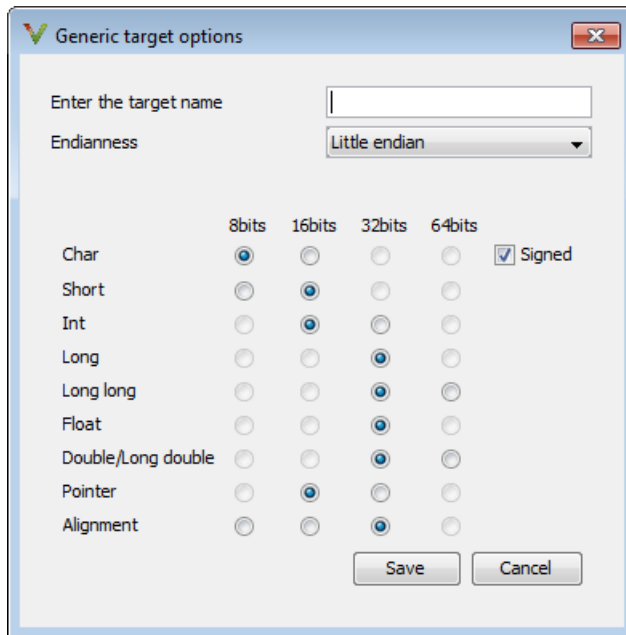 Generic target options
Enter the target name
Endianness Little endian
8bits 16bits 32bits 64bits
Char Signed
Short
Int
Long
Long long
Float
Double/Long double
Pointer
Alignment
Save Cancel